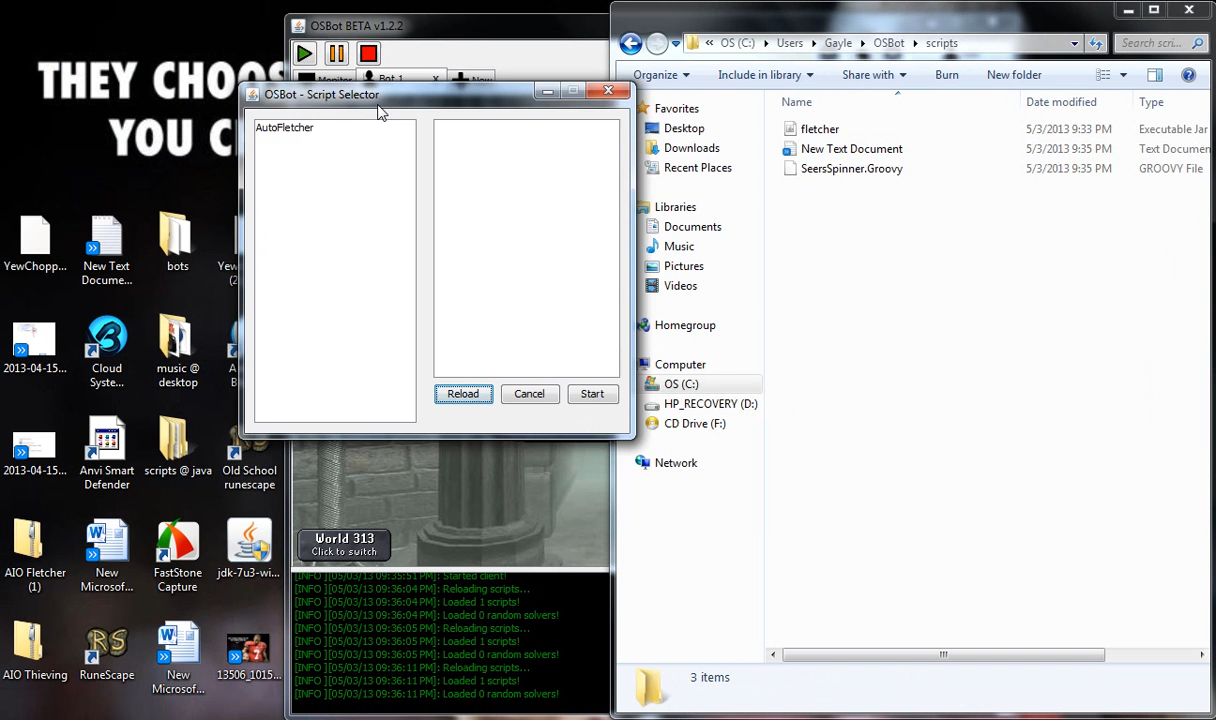 THEY CHOOS
YOU C
YewChopp...
New Text
Docume...
bots
Yew
(2
2013-04-15...
Cloud
Syste...
music @
desktop
A
B
2013-04-15...
Anvi Smart
Defender
scripts @ java
Old School
runescape
AIO Fletcher
(1)
New
Microsof...
FastStone
Capture
jdk-7u3-wi...
AIO Thieving
RuneScape
New
Microsof...
13506_1015...
OSBot BETA v1.2.2
Monitor
Bot 1
x
New
OSBot - Script Selector
AutoFletcher
Reload
Cancel
Start
World 313
Click to switch
[INFO ][05/03/13 09:35:51 PM]: Started client!
[INFO ][05/03/13 09:36:04 PM]: Reloading scripts...
[INFO ][05/03/13 09:36:04 PM]: Loaded 1 scripts!
[INFO ][05/03/13 09:36:04 PM]: Loaded 0 random solvers!
[INFO ][05/03/13 09:36:05 PM]: Reloading scripts...
[INFO ][05/03/13 09:36:05 PM]: Loaded 1 scripts!
[INFO ][05/03/13 09:36:05 PM]: Loaded 0 random solvers!
[INFO ][05/03/13 09:36:11 PM]: Reloading scripts...
[INFO ][05/03/13 09:36:11 PM]: Loaded 1 scripts!
[INFO ][05/03/13 09:36:11 PM]: Loaded 0 random solvers!
« OS (C:) Users Gayle OSBot scripts
Search scri...
Organize Include in library Share with Burn New folder
Favorites
Desktop
Downloads
Recent Places
Libraries
Documents
Music
Pictures
Videos
Homegroup
Computer
OS (C:)
HP_RECOVERY (D:)
CD Drive (F:)
Network
Name Date modified Type
fletcher 5/3/2013 9:33 PM Executable Jar
New Text Document 5/3/2013 9:35 PM Text Documen
SeersSpinner.Groovy 5/3/2013 9:35 PM GROOVY File
3 items